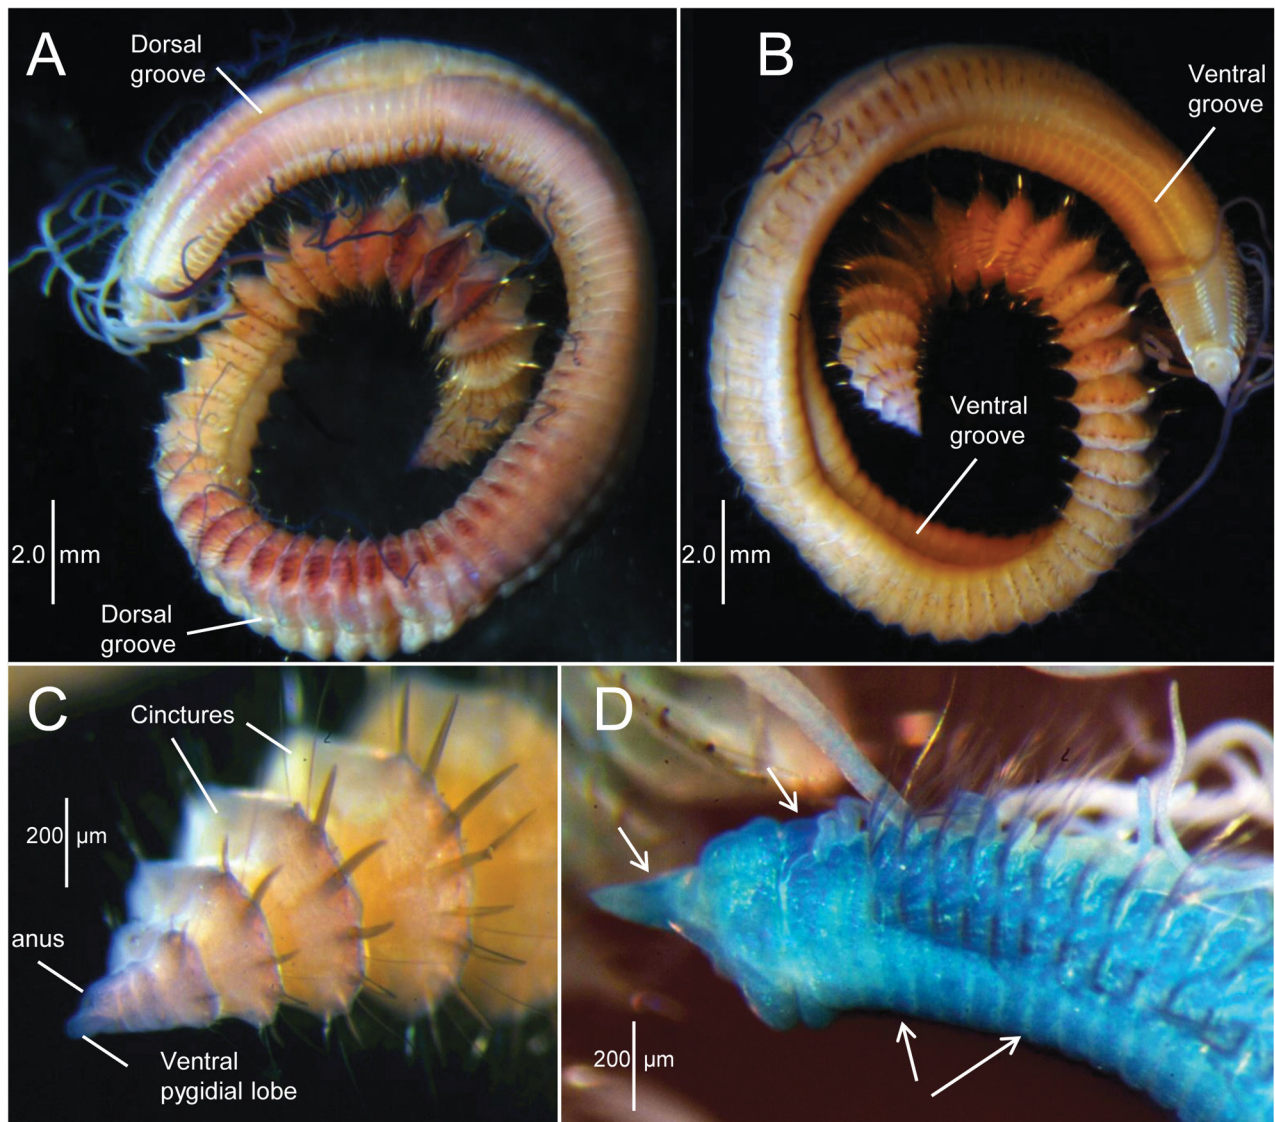 A
Dorsal
groove
2.0 mm
Dorsal
groove
B
Ventral
groove
Ventral
groove
2.0 mm
C
Cinctures
200 µm
anus
Ventral
pygidial lobe
D
200 µm